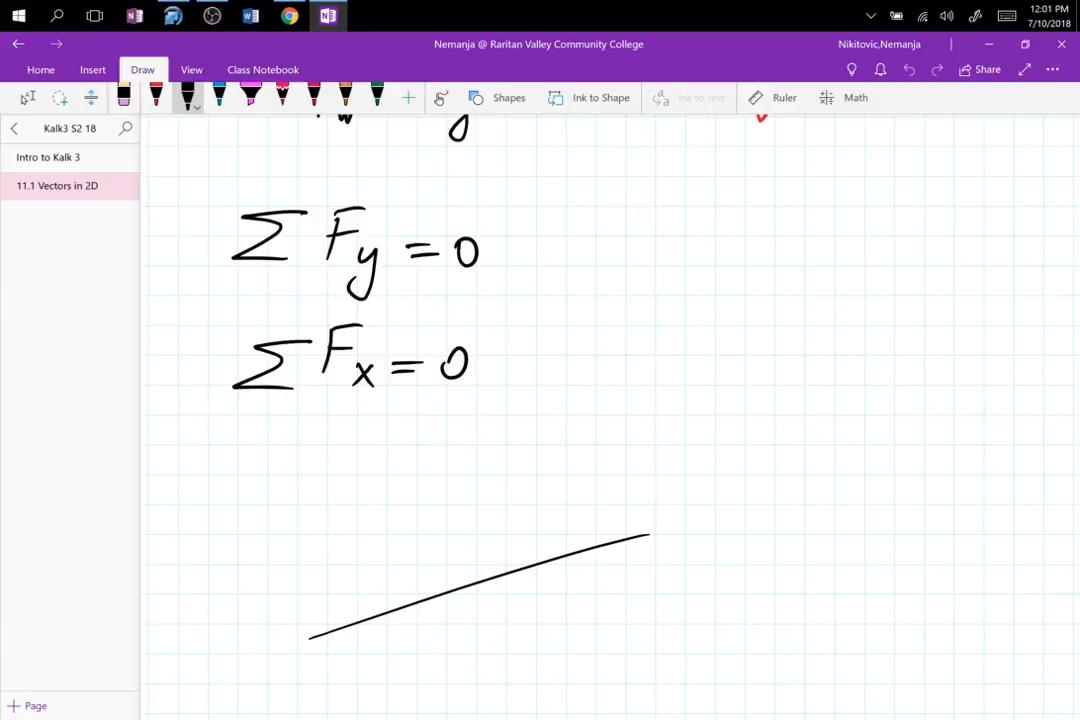 12:01 PM
7/10/2018
Nemanja @ Raritan Valley Community College
Nikitovic,Nemanja
Home Insert Draw View Class Notebook
Share
Shapes Ink to Shape Ink to Text Ruler Math
Kalk3 S2 18
Intro to Kalk 3
11.1 Vectors in 2D
∑ Fy = 0
∑ Fx = 0
+ Page